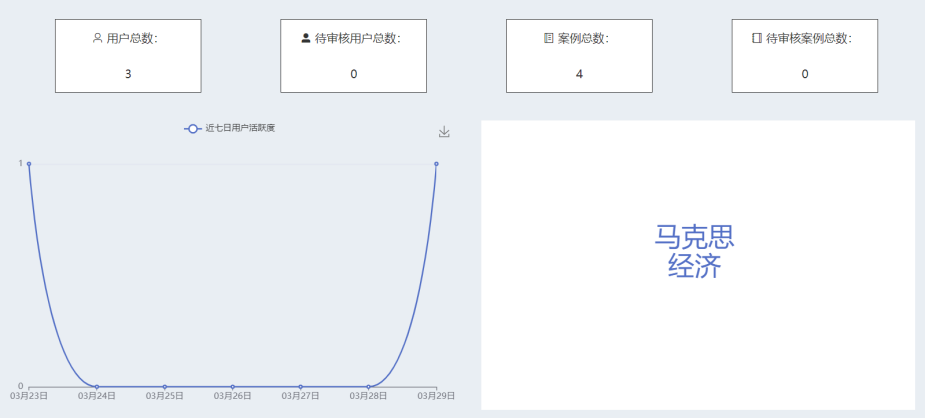 用户总数：
待审核用户总数：
案例总数：
待审核案例总数：
3
0
4
0
近七日用户活跃度
1
0
03月23日
03月24日
03月25日
03月26日
03月27日
03月28日
03月29日
马克思
经济